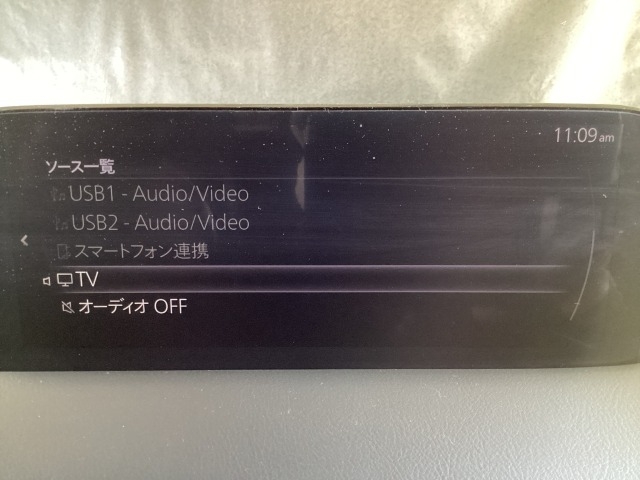 11:09 am
ソース一覧
USB1 - Audio/Video
USB2 - Audio/Video
スマートフォン連携
TV
オーディオ OFF